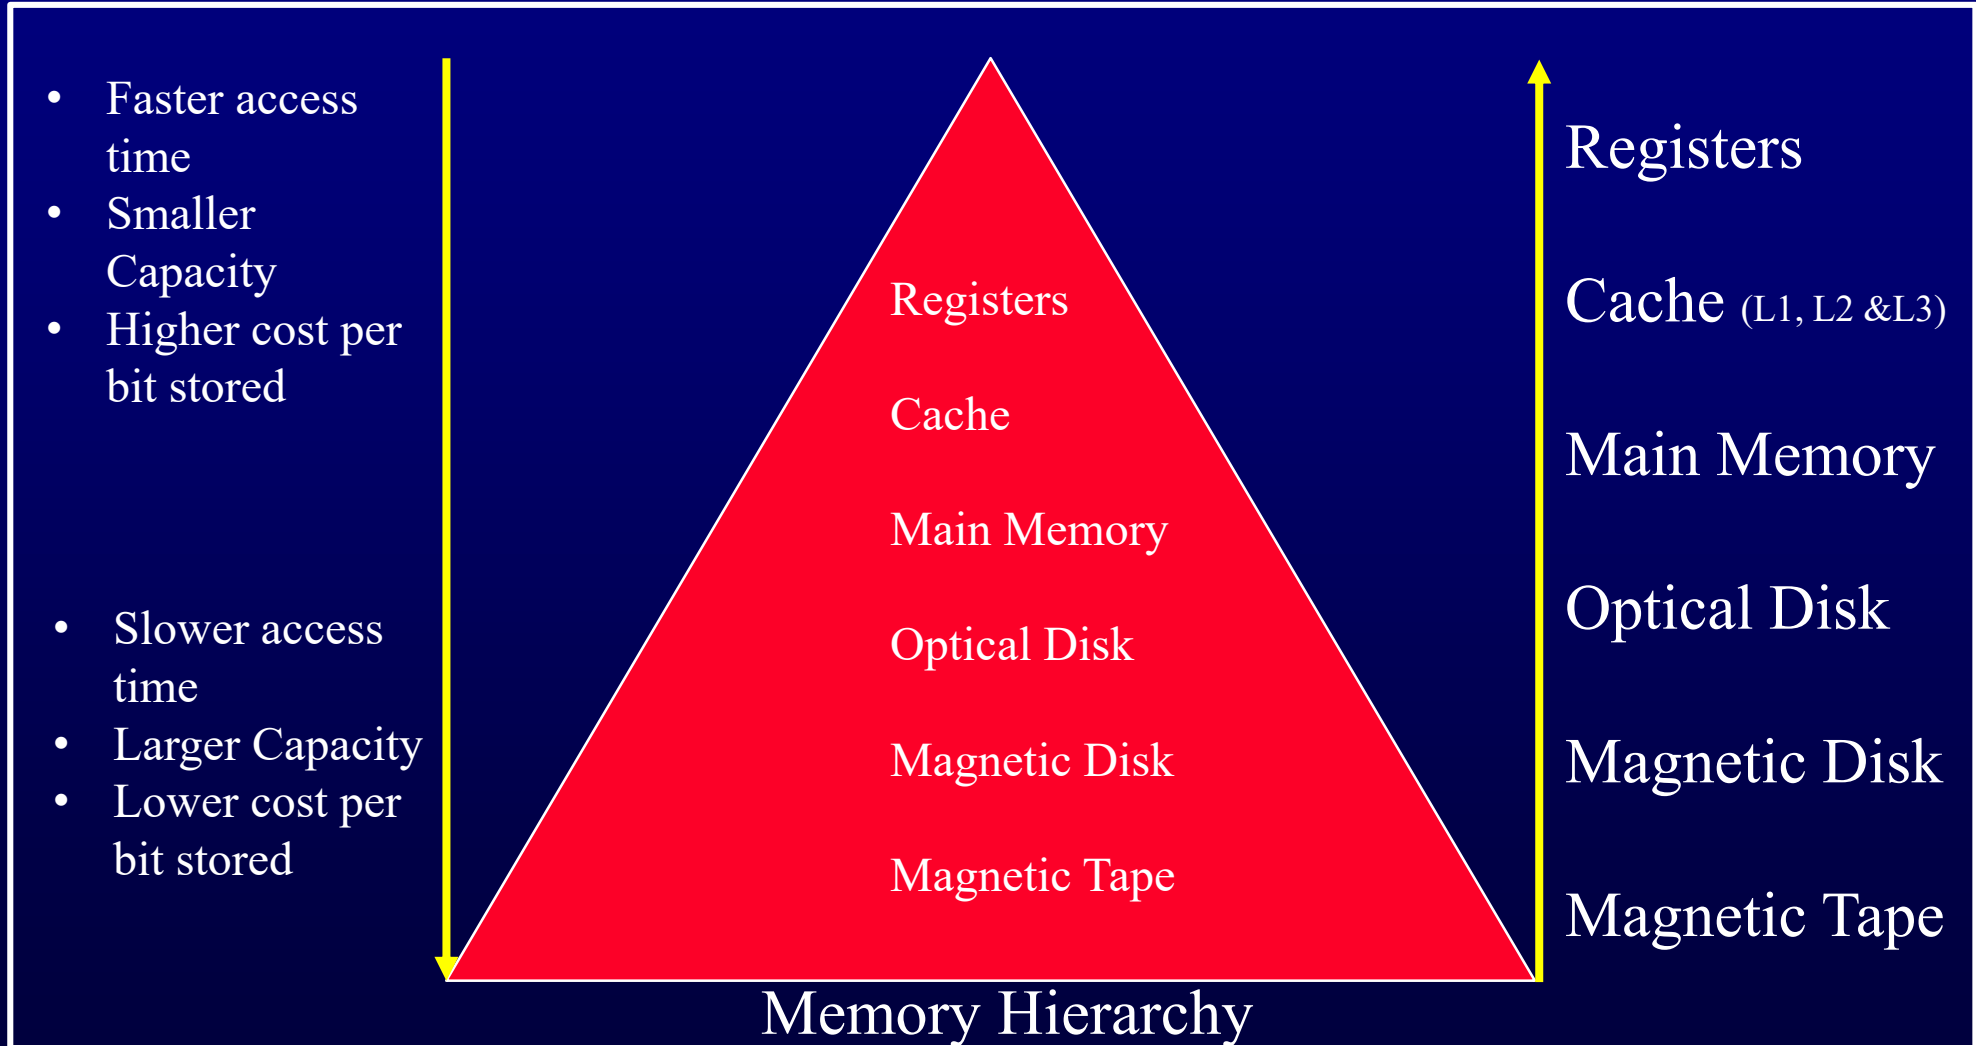 • Faster access
time
• Smaller
Capacity
• Higher cost per
bit stored
• Slower access
time
• Larger Capacity
• Lower cost per
bit stored
Registers
Cache
Main Memory
Optical Disk
Magnetic Disk
Magnetic Tape
Registers
Cache (L1, L2 &L3)
Main Memory
Optical Disk
Magnetic Disk
Magnetic Tape
Memory Hierarchy